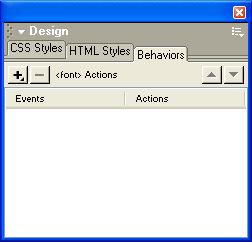 Design
CSS Styles HTML Styles Behaviors
<font> Actions
Events Actions